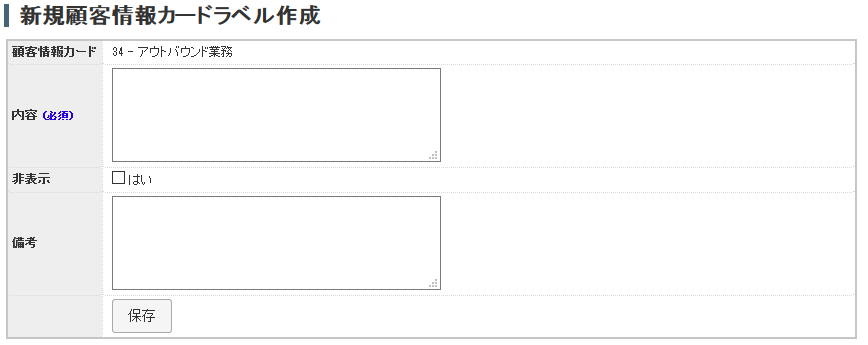 新規顧客情報カードラベル作成
顧客情報カード 34 - アウトバウンド業務
内容 (必須)
非表示 はい
備考
保存